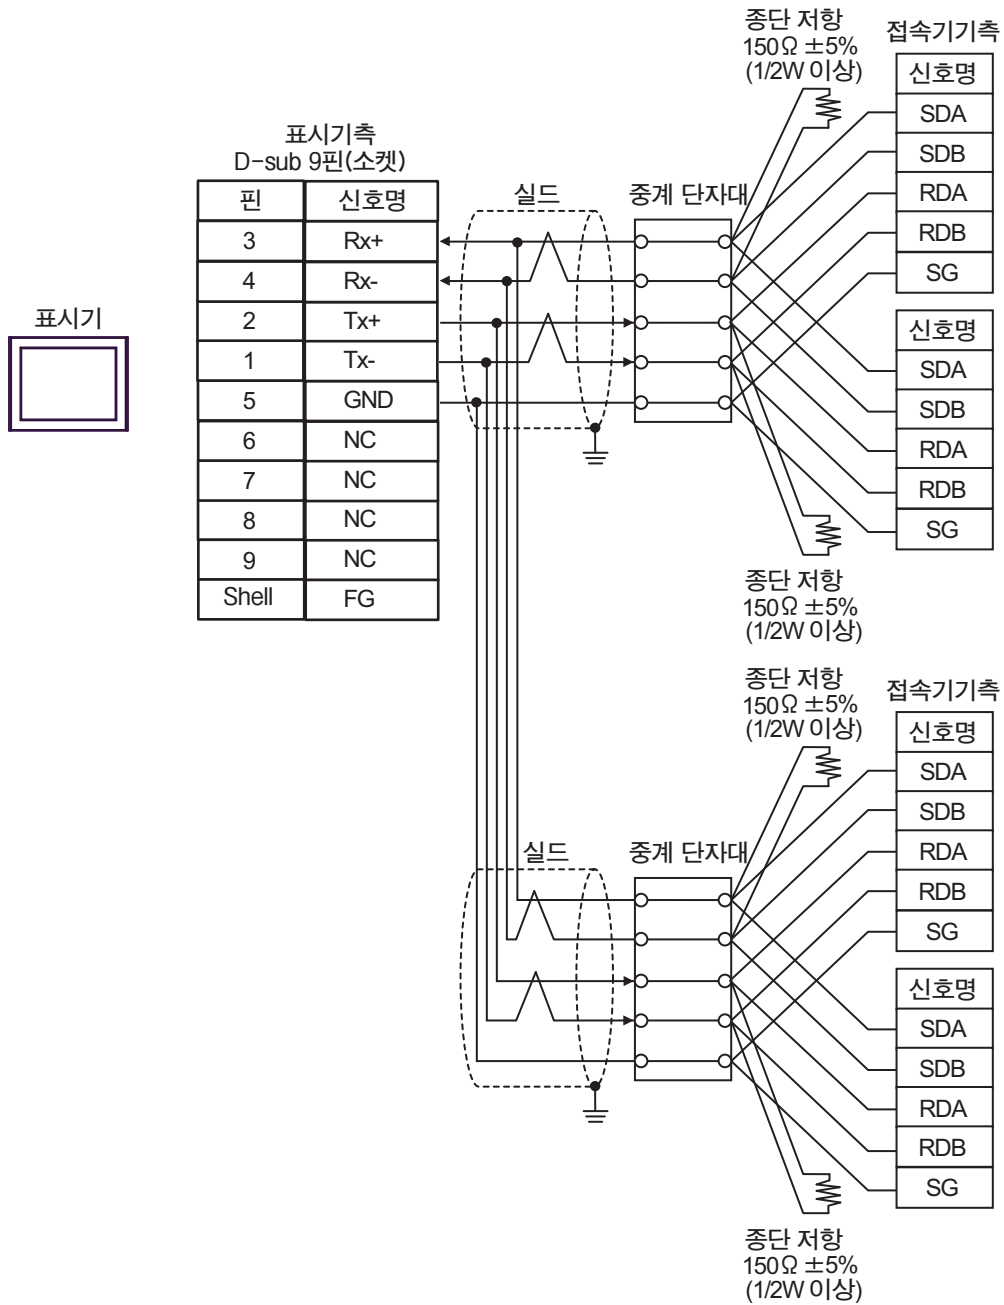 종단 저항
150Ω ±5%
(1/2W 이상)
접속기기측
신호명
SDA
SDB
RDA
RDB
SG
표시기측
D-sub 9핀(소켓)
핀 신호명
3 Rx+
4 Rx-
2 Tx+
1 Tx-
5 GND
6 NC
7 NC
8 NC
9 NC
Shell FG
실드
중계 단자대
표시기
신호명
SDA
SDB
RDA
RDB
SG
종단 저항
150Ω ±5%
(1/2W 이상)
종단 저항
150Ω ±5%
(1/2W 이상)
접속기기측
신호명
SDA
SDB
RDA
RDB
SG
실드
중계 단자대
신호명
SDA
SDB
RDA
RDB
SG
종단 저항
150Ω ±5%
(1/2W 이상)